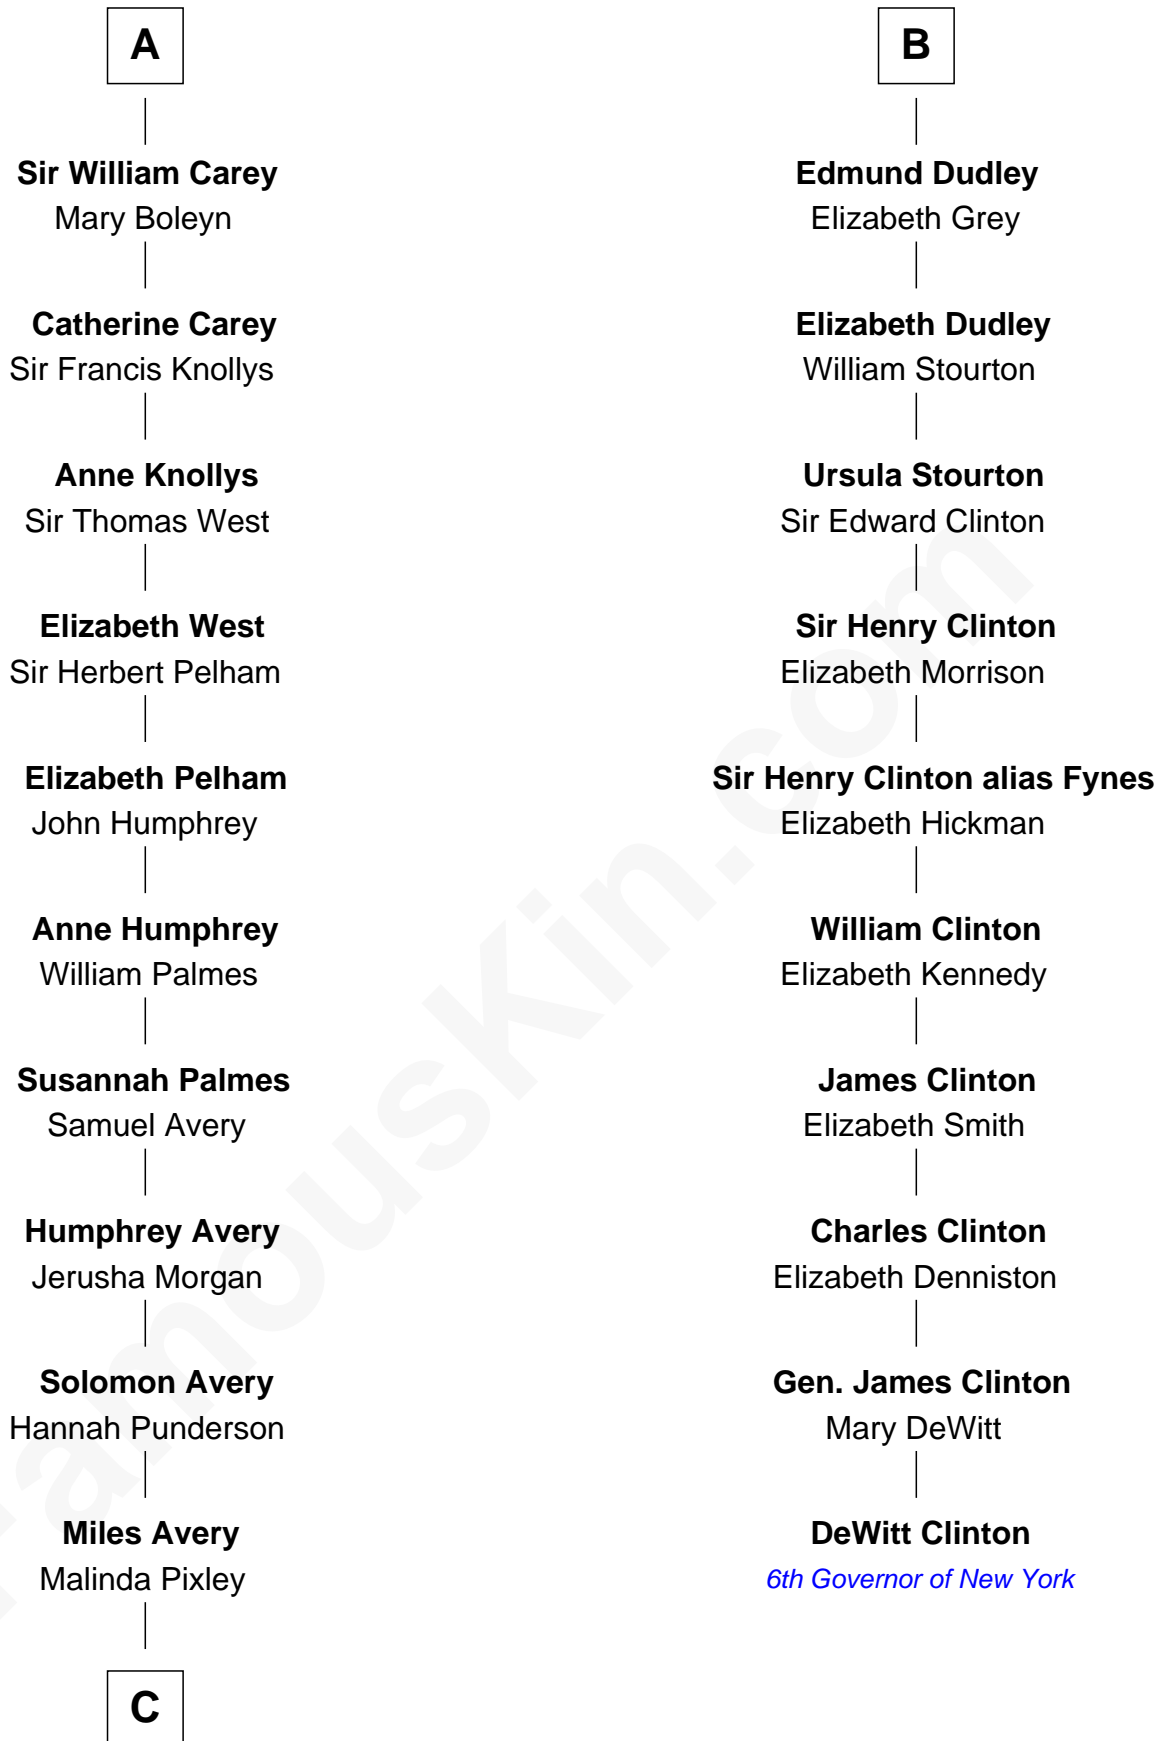 A
Sir William Carey
Mary Boleyn
Catherine Carey
Sir Francis Knollys
Anne Knollys
Sir Thomas West
Elizabeth West
Sir Herbert Pelham
Elizabeth Pelham
John Humphrey
Anne Humphrey
William Palmes
Susannah Palmes
Samuel Avery
Humphrey Avery
Jerusha Morgan
Solomon Avery
Hannah Punderson
Miles Avery
Malinda Pixley
C
B
Edmund Dudley
Elizabeth Grey
Elizabeth Dudley
William Stourton
Ursula Stourton
Sir Edward Clinton
Sir Henry Clinton
Elizabeth Morrison
Sir Henry Clinton alias Fynes
Elizabeth Hickman
William Clinton
Elizabeth Kennedy
James Clinton
Elizabeth Smith
Charles Clinton
Elizabeth Denniston
Gen. James Clinton
Mary DeWitt
DeWitt Clinton
6th Governor of New York
FamousKin.com